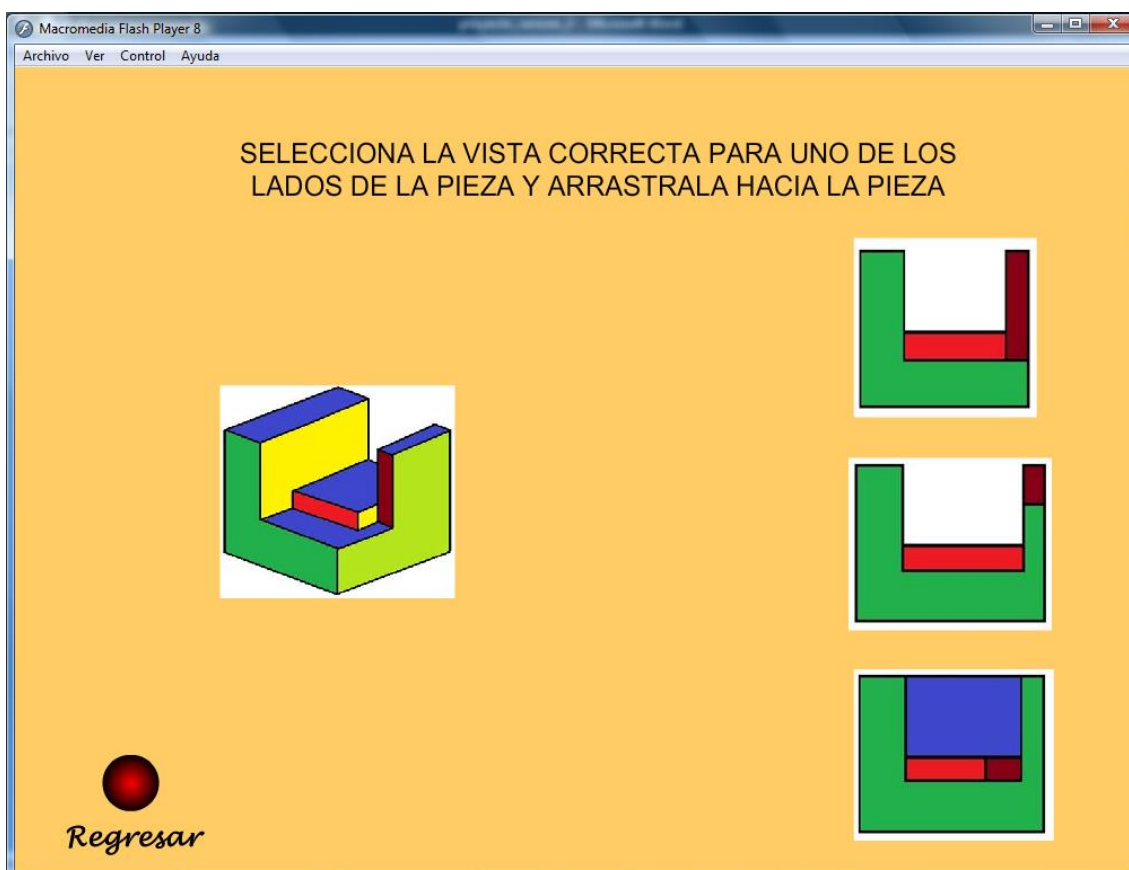 Macromedia Flash Player 8
Archivo Ver Control Ayuda
SELECCIONA LA VISTA CORRECTA PARA UNO DE LOS
LADOS DE LA PIEZA Y ARRASTRALA HACIA LA PIEZA
Regresar